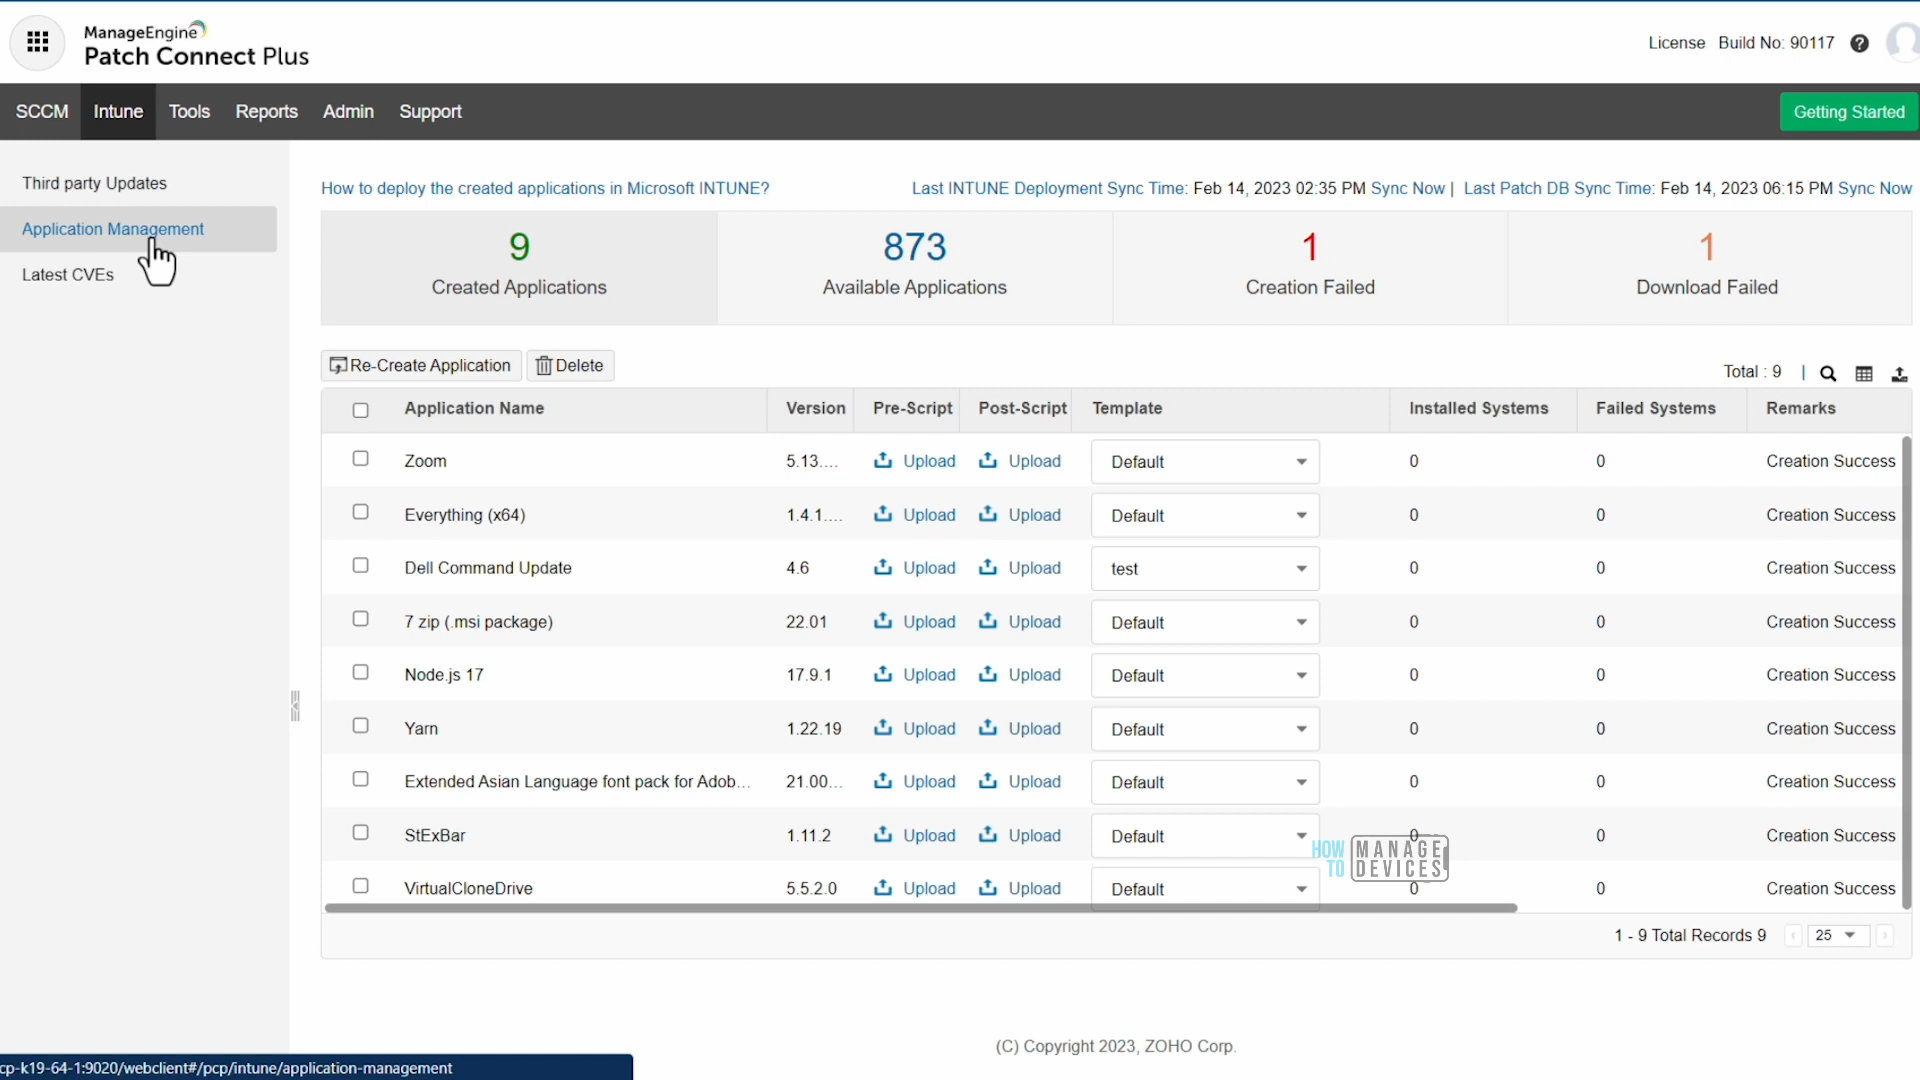 ManageEngine
Patch Connect Plus
License Build No: 90117
SCCM Intune Tools Reports Admin Support Getting Started
Third party Updates
Application Management
Latest CVEs
How to deploy the created applications in Microsoft INTUNE? Last INTUNE Deployment Sync Time: Feb 14, 2023 02:35 PM Sync Now | Last Patch DB Sync Time: Feb 14, 2023 06:15 PM Sync Now
9 873 1 1
Created Applications Available Applications Creation Failed Download Failed
Re-Create Application Delete
Total : 9 |
Application Name Version Pre-Script Post-Script Template Installed Systems Failed Systems Remarks
Zoom 5.13.... Upload Upload Default 0 0 Creation Success
Everything (x64) 1.4.1.... Upload Upload Default 0 0 Creation Success
Dell Command Update 4.6 Upload Upload test 0 0 Creation Success
7 zip (.msi package) 22.01 Upload Upload Default 0 0 Creation Success
Node.js 17 17.9.1 Upload Upload Default 0 0 Creation Success
Yarn 1.22.19 Upload Upload Default 0 0 Creation Success
Extended Asian Language font pack for Adob... 21.00... Upload Upload Default 0 0 Creation Success
StExBar 1.11.2 Upload Upload Default 0 0 Creation Success
HOW TO MANAGE DEVICES
VirtualCloneDrive 5.5.2.0 Upload Upload Default 0 0 Creation Success
1 - 9 Total Records 9 25
(C) Copyright 2023, ZOHO Corp.
cp-k19-64-1:9020/webclient#/pcp/intune/application-management